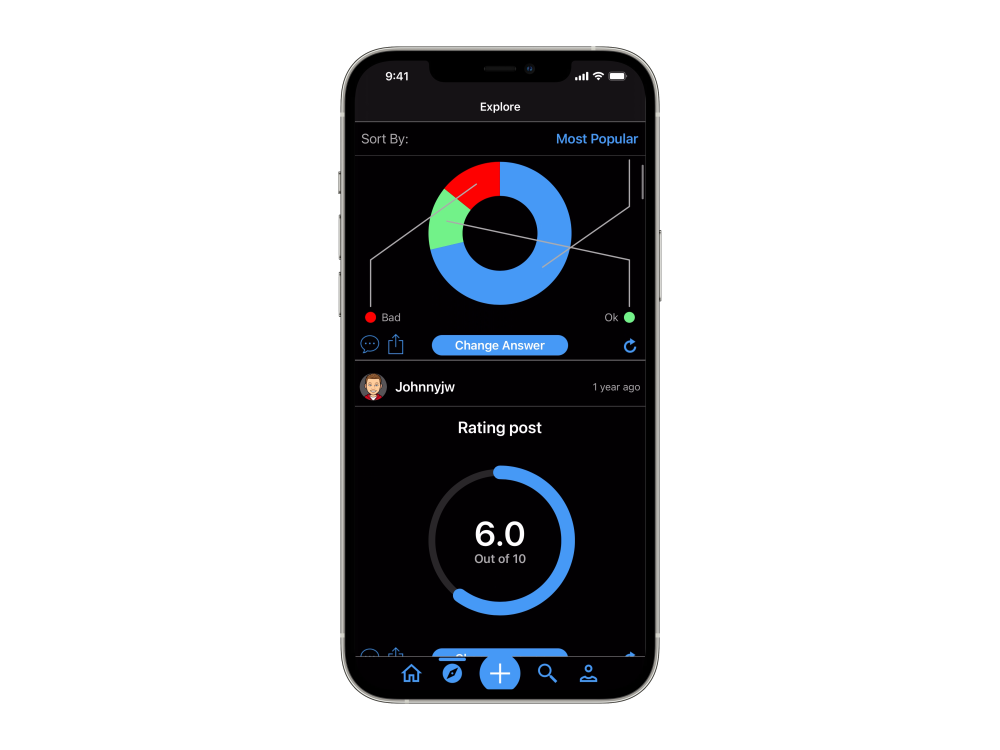 9:41
Explore
Sort By: Most Popular
Bad Ok
Change Answer
Johnnyjw 1 year ago
Rating post
6.0
Out of 10